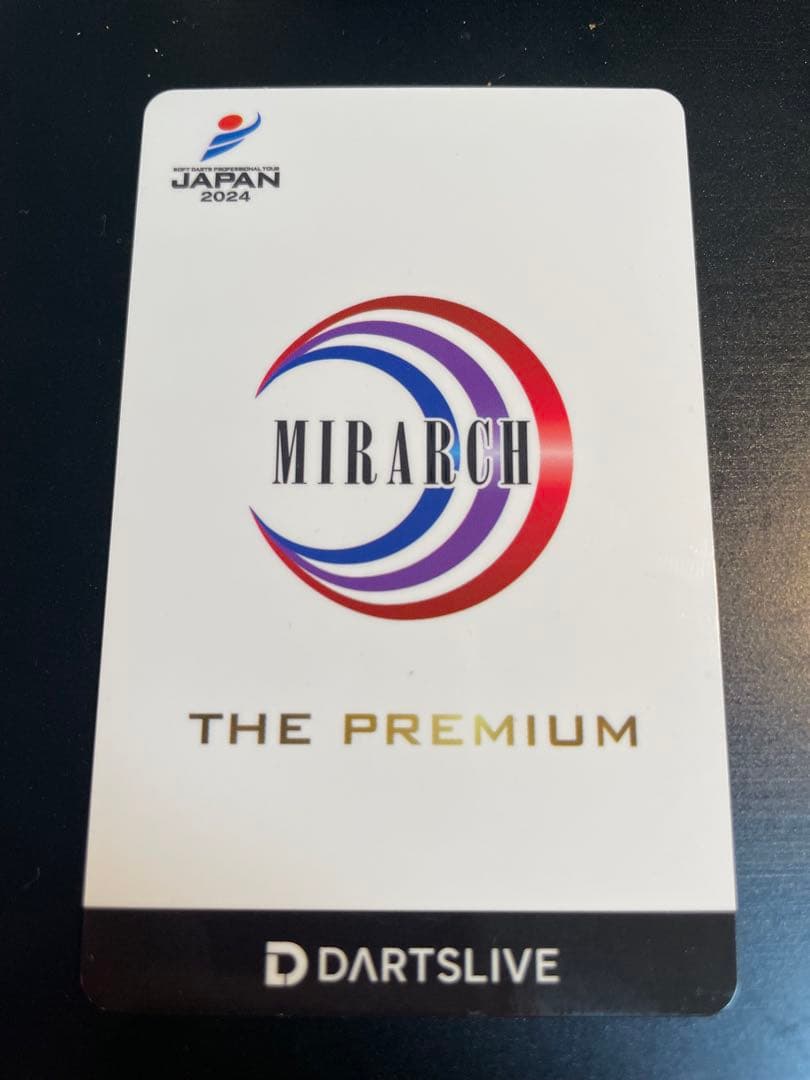 SOFT DARTS PROFESSIONAL TOUR
JAPAN
2024
MIRARCH
THE PREMIUM
DARTSLIVE